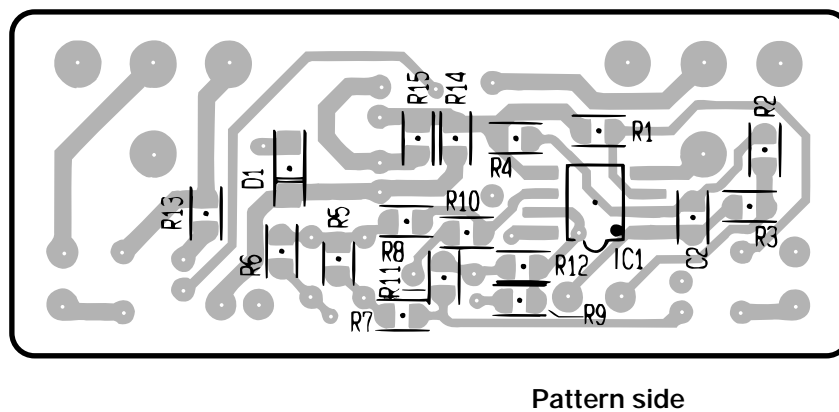 R15
R14
R2
R1
R4
D1
R13
R10
R5
R8
R6
R3
C2
IC1
R12
R11
R7
R9
Pattern side